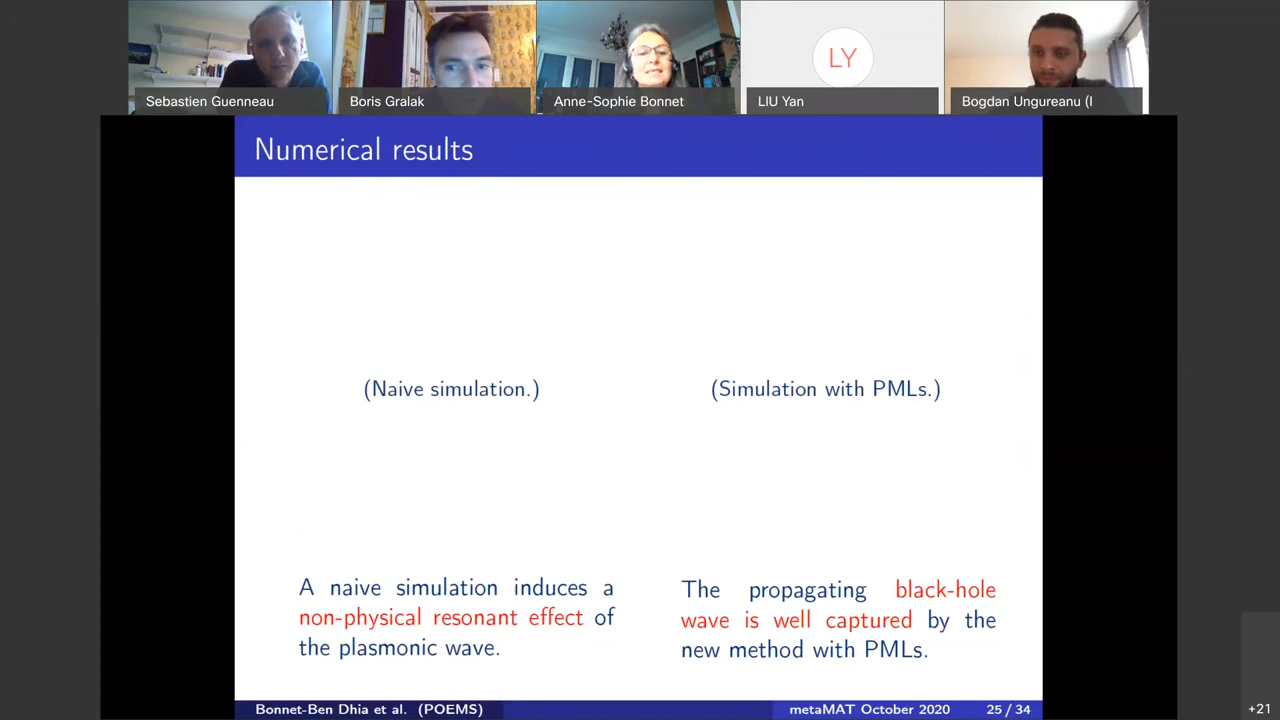 LY
Sebastien Guenneau
Boris Gralak
Anne-Sophie Bonnet
LIU Yan
Bogdan Ungureanu (I
Numerical results
(Naive simulation.)
(Simulation with PMLs.)
A naive simulation induces a
non-physical resonant effect of
the plasmonic wave.
The propagating black-hole
wave is well captured by the
new method with PMLs.
Bonnet-Ben Dhia et al. (POEMS)
metaMAT October 2020
25 / 34
+21